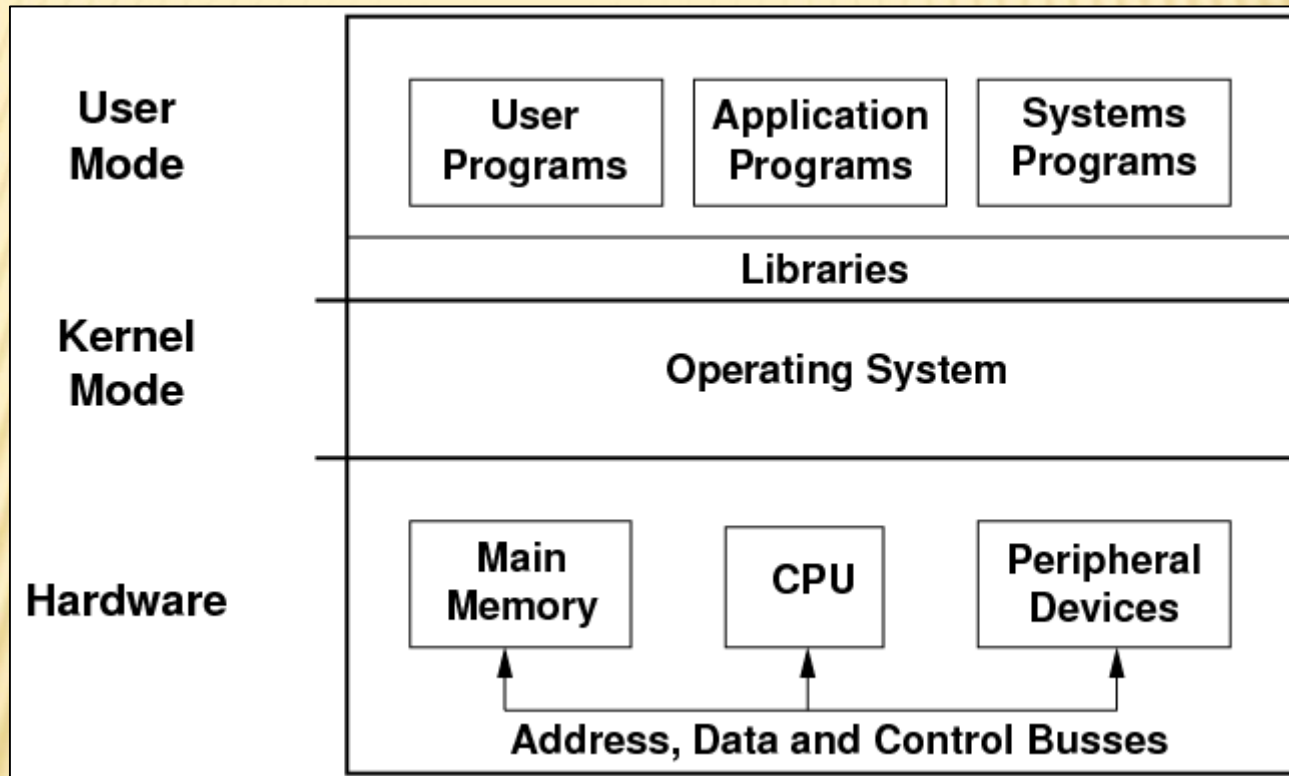 User
Mode
User
Programs
Application
Programs
Systems
Programs
Libraries
Kernel
Mode
Operating System
Hardware
Main
Memory
CPU
Peripheral
Devices
Address, Data and Control Busses